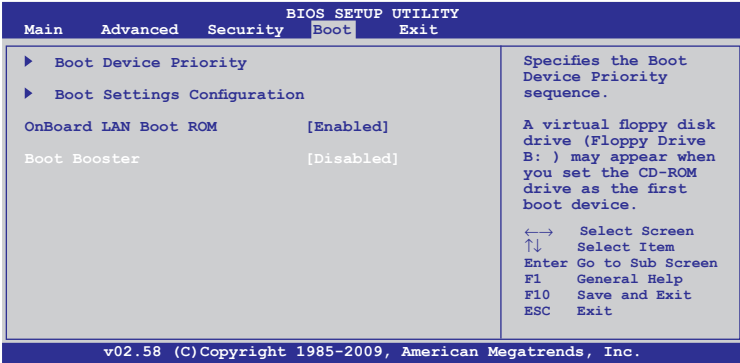 BIOS SETUP UTILITY
Main Advanced Security Boot Exit
Boot Device Priority
Boot Settings Configuration
OnBoard LAN Boot ROM [Enabled]
Boot Booster [Disabled]
Specifies the Boot
Device Priority
sequence.
A virtual floppy disk
drive (Floppy Drive
B: ) may appear when
you set the CD-ROM
drive as the first
boot device.
←→ Select Screen
↑↓ Select Item
Enter Go to Sub Screen
F1 General Help
F10 Save and Exit
ESC Exit
v02.58 (C)Copyright 1985-2009, American Megatrends, Inc.